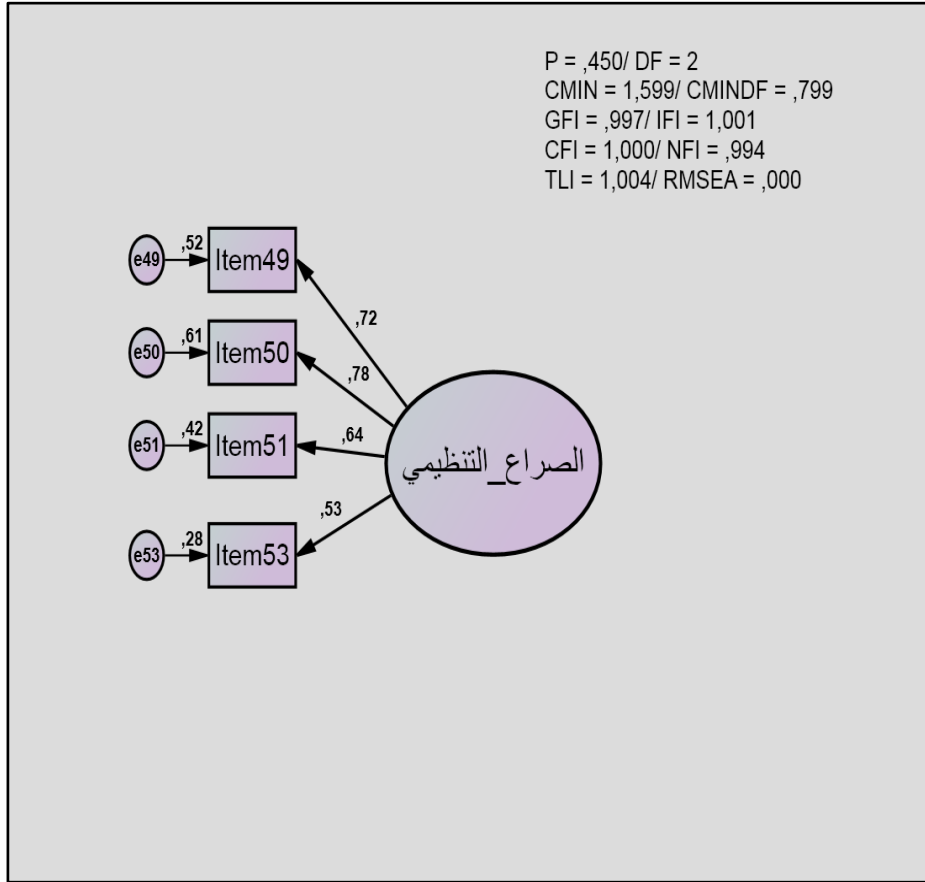 P = ,450/ DF = 2
CMIN = 1,599/ CMINDF = ,799
GFI = ,997/ IFI = 1,001
CFI = 1,000/ NFI = ,994
TLI = 1,004/ RMSEA = ,000
e49 ,52 Item49 ,72
e50 ,61 Item50 ,78
e51 ,42 Item51 ,64
الصراع_التنظيمي
e53 ,28 Item53 ,53